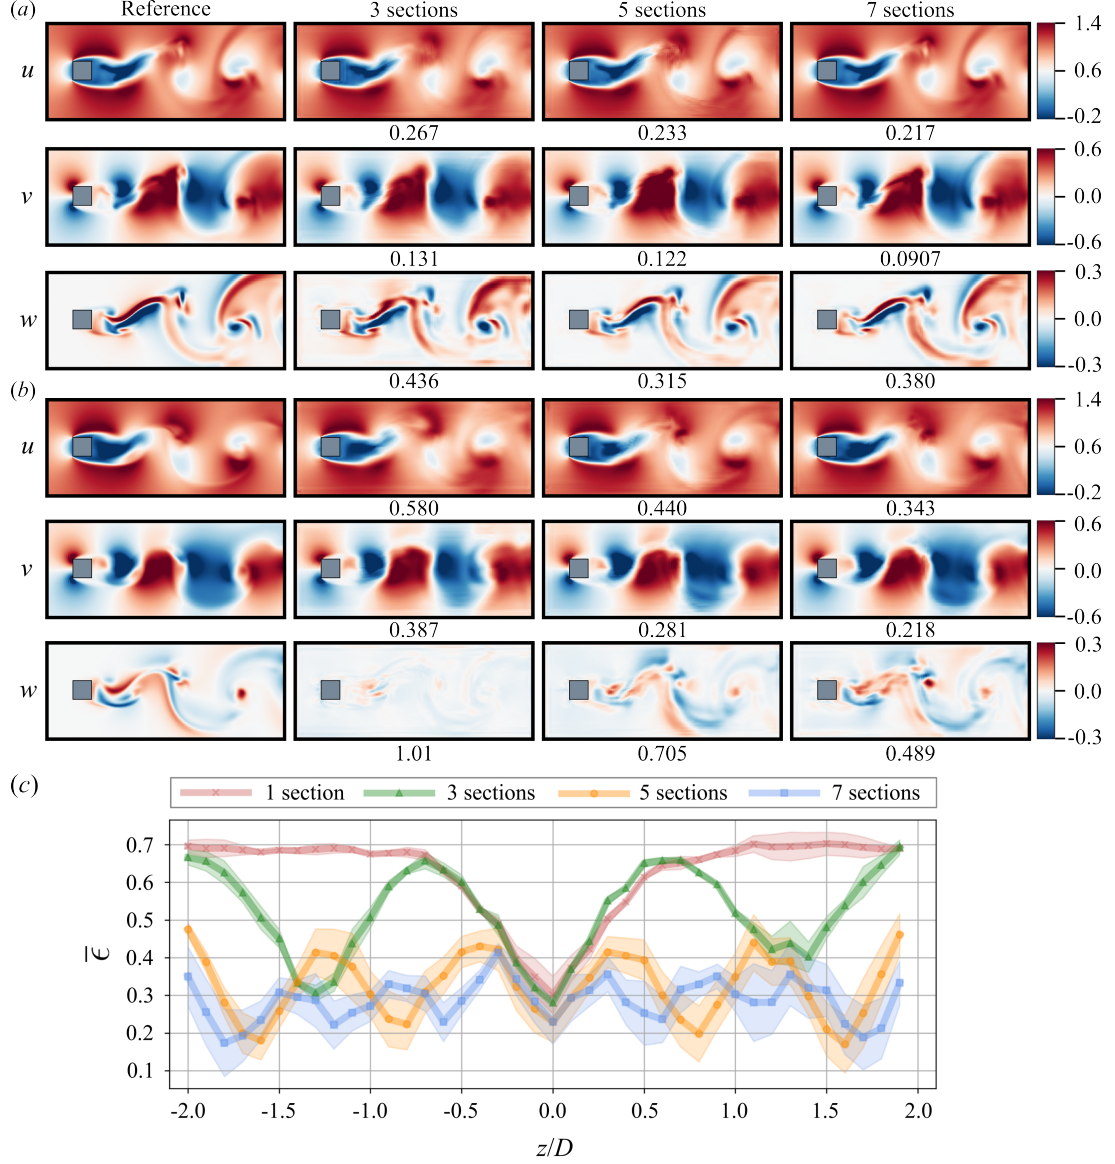 (a) Reference 3 sections 5 sections 7 sections
u
1.4
0.6
-0.2
0.267 0.233 0.217
v
0.6
0.0
-0.6
0.131 0.122 0.0907
w
0.3
0.0
-0.3
0.436 0.315 0.380
(b)
u
1.4
0.6
-0.2
0.580 0.440 0.343
v
0.6
0.0
-0.6
0.387 0.281 0.218
w
0.3
0.0
-0.3
1.01 0.705 0.489
(c)
1 section 3 sections 5 sections 7 sections
0.7
0.6
0.5
0.4
0.3
0.2
0.1
ϵ̅
-2.0 -1.5 -1.0 -0.5 0.0 0.5 1.0 1.5 2.0
z/D